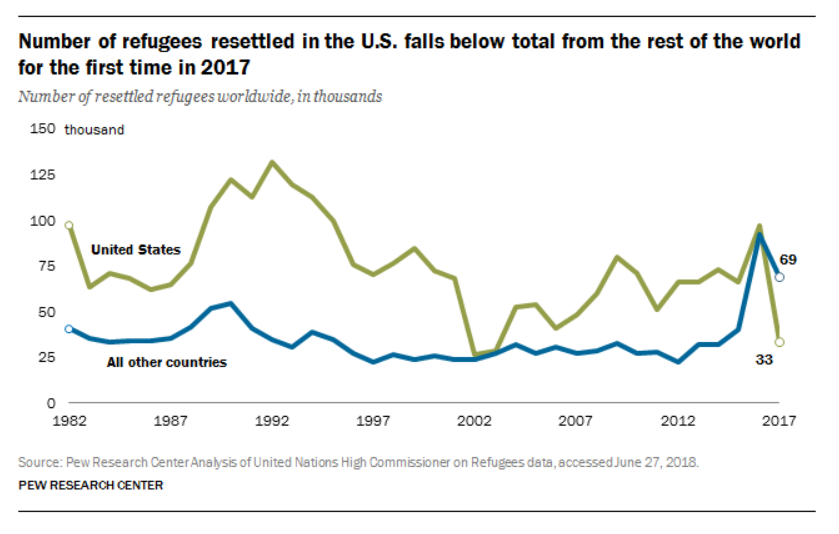 Number of refugees resettled in the U.S. falls below total from the rest of the world
for the first time in 2017
Number of resettled refugees worldwide, in thousands
150 thousand
125
100
75
50
25
0
United States
All other countries
69
33
1982 1987 1992 1997 2002 2007 2012 2017
Source: Pew Research Center Analysis of United Nations High Commissioner on Refugees data, accessed June 27, 2018.
PEW RESEARCH CENTER